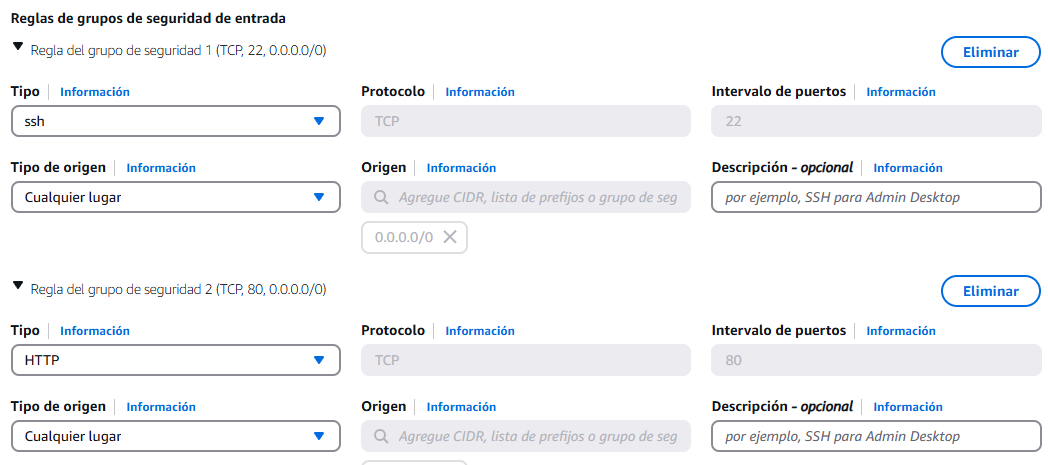 Reglas de grupos de seguridad de entrada
Regla del grupo de seguridad 1 (TCP, 22, 0.0.0.0/0) Eliminar
Tipo Información Protocolo Información Intervalo de puertos Información
ssh TCP 22
Tipo de origen Información Origen Información Descripción - opcional Información
Cualquier lugar Agregue CIDR, lista de prefijos o grupo de seg por ejemplo, SSH para Admin Desktop
0.0.0.0/0
Regla del grupo de seguridad 2 (TCP, 80, 0.0.0.0/0) Eliminar
Tipo Información Protocolo Información Intervalo de puertos Información
HTTP TCP 80
Tipo de origen Información Origen Información Descripción - opcional Información
Cualquier lugar Agregue CIDR, lista de prefijos o grupo de seg por ejemplo, SSH para Admin Desktop